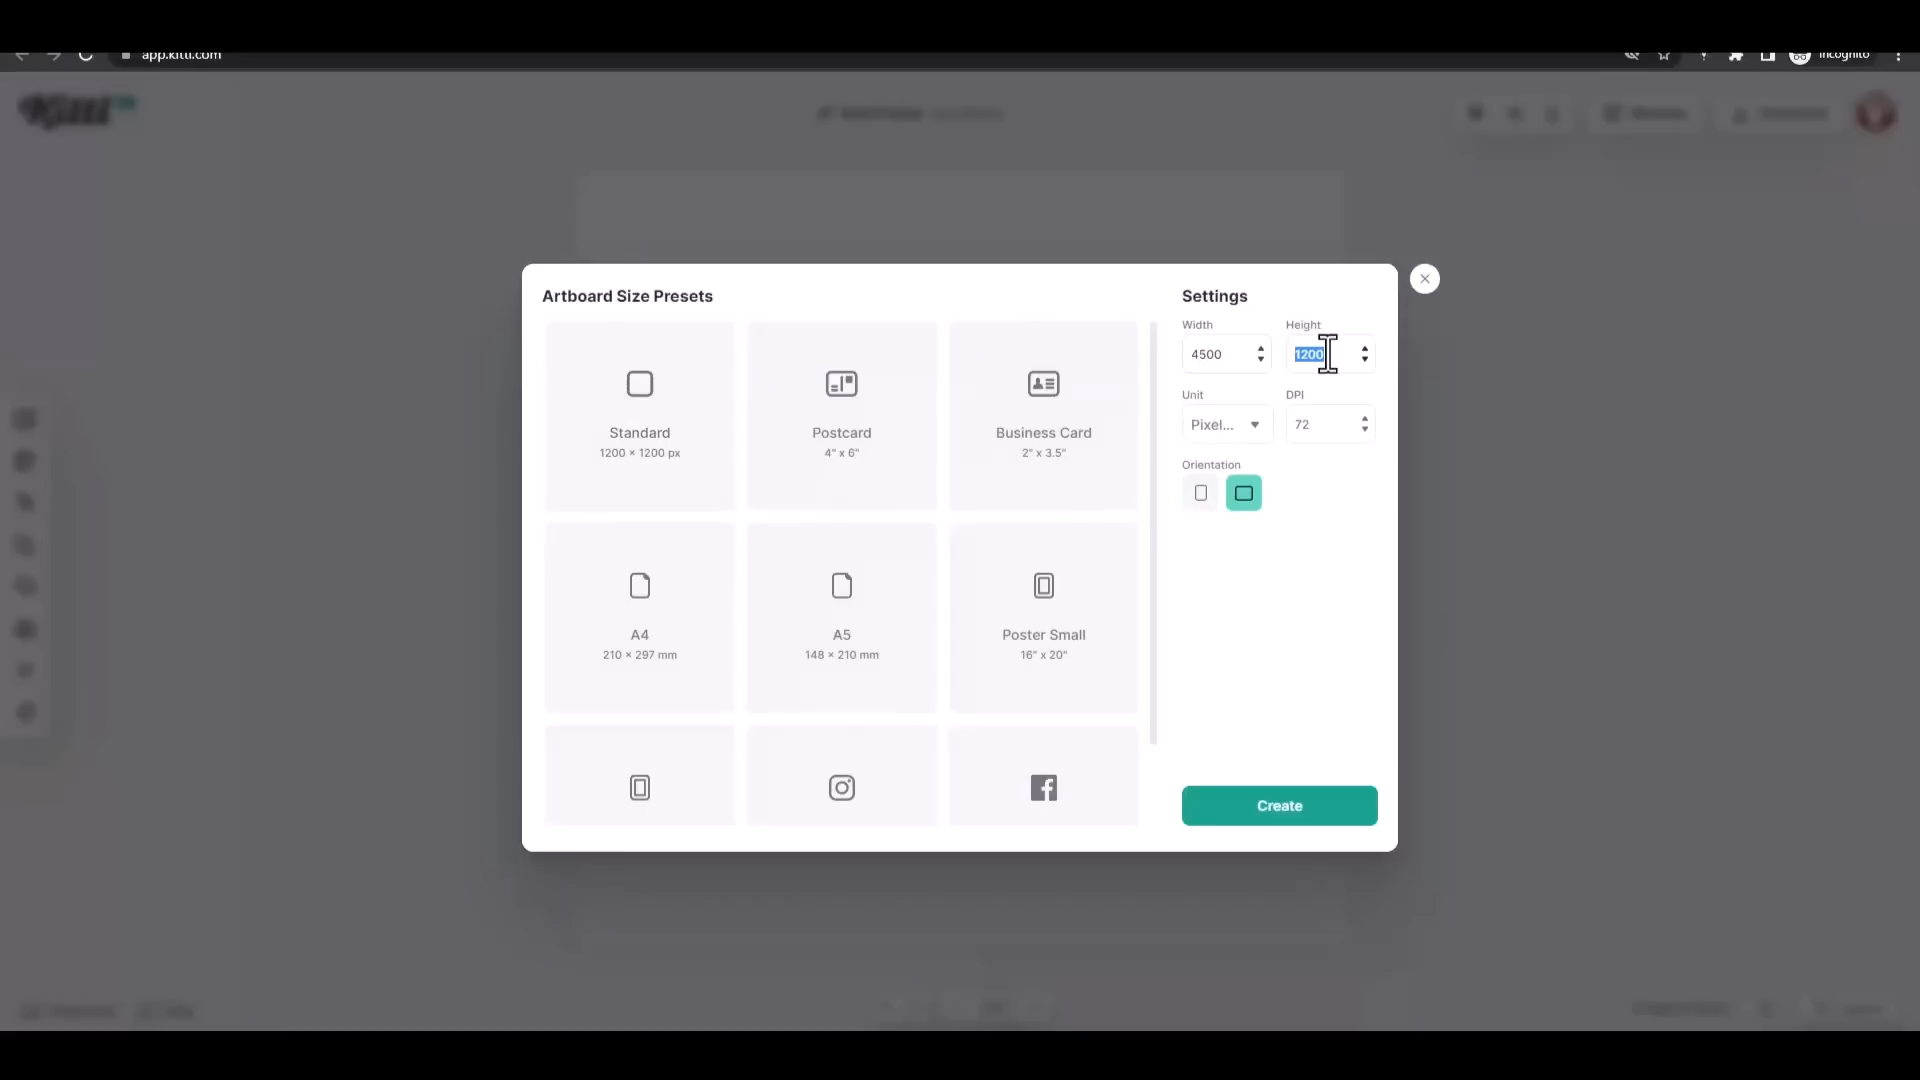 app.kittl.com
Incognito
Kittl
Artboard Size Presets
Settings
Width
Height
4500
1200
Unit
DPI
Pixel...
72
Orientation
Standard
1200 × 1200 px
Postcard
4" x 6"
Business Card
2" x 3.5"
A4
210 × 297 mm
A5
148 × 210 mm
Poster Small
16" x 20"
Create